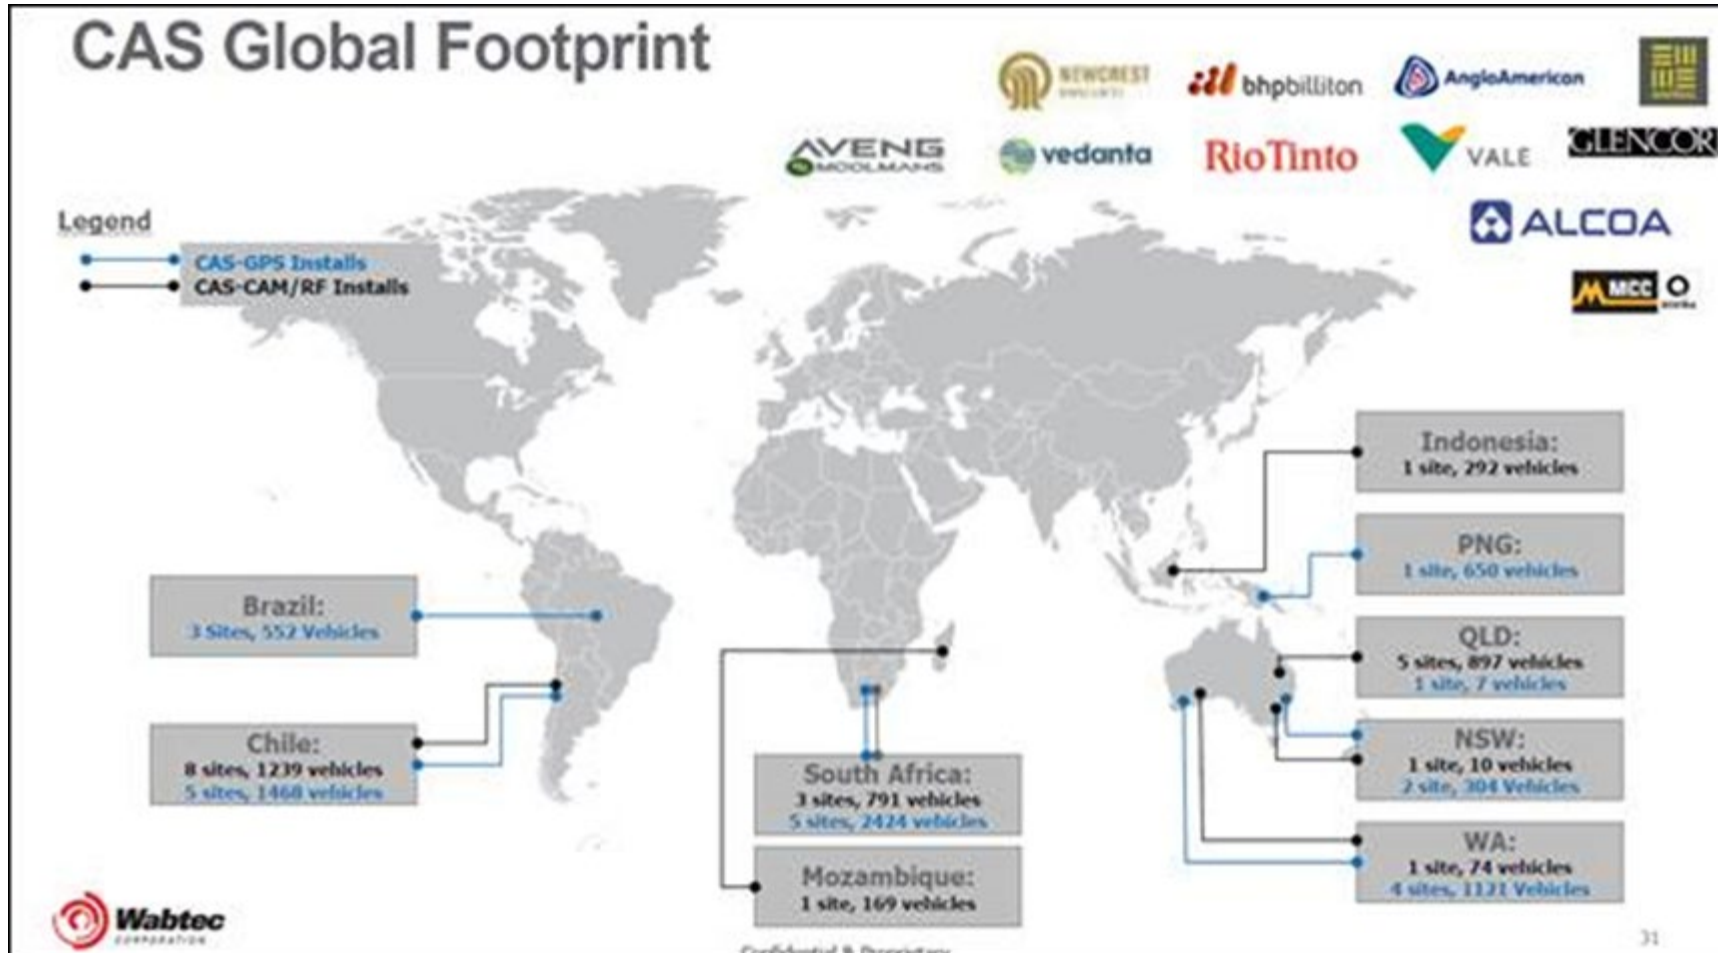 CAS Global Footprint
NEWCREST
bhpbilliton
AngloAmerican
AVENG
MOOLMANS
vedanta
RioTinto
VALE
GLENCOR
ALCOA
MCC
Legend
CAS-GPS Installs
CAS-CAM/RF Installs
Indonesia:
1 site, 292 vehicles
PNG:
1 site, 650 vehicles
Brazil:
3 Sites, 552 Vehicles
QLD:
5 sites, 897 vehicles
1 site, 7 vehicles
Chile:
8 sites, 1239 vehicles
5 sites, 1468 vehicles
South Africa:
3 sites, 791 vehicles
5 sites, 2424 vehicles
NSW:
1 site, 10 vehicles
2 site, 304 Vehicles
Mozambique:
1 site, 169 vehicles
WA:
1 site, 74 vehicles
4 sites, 1121 Vehicles
Wabtec
CORPORATION
Confidential & Proprietary
31